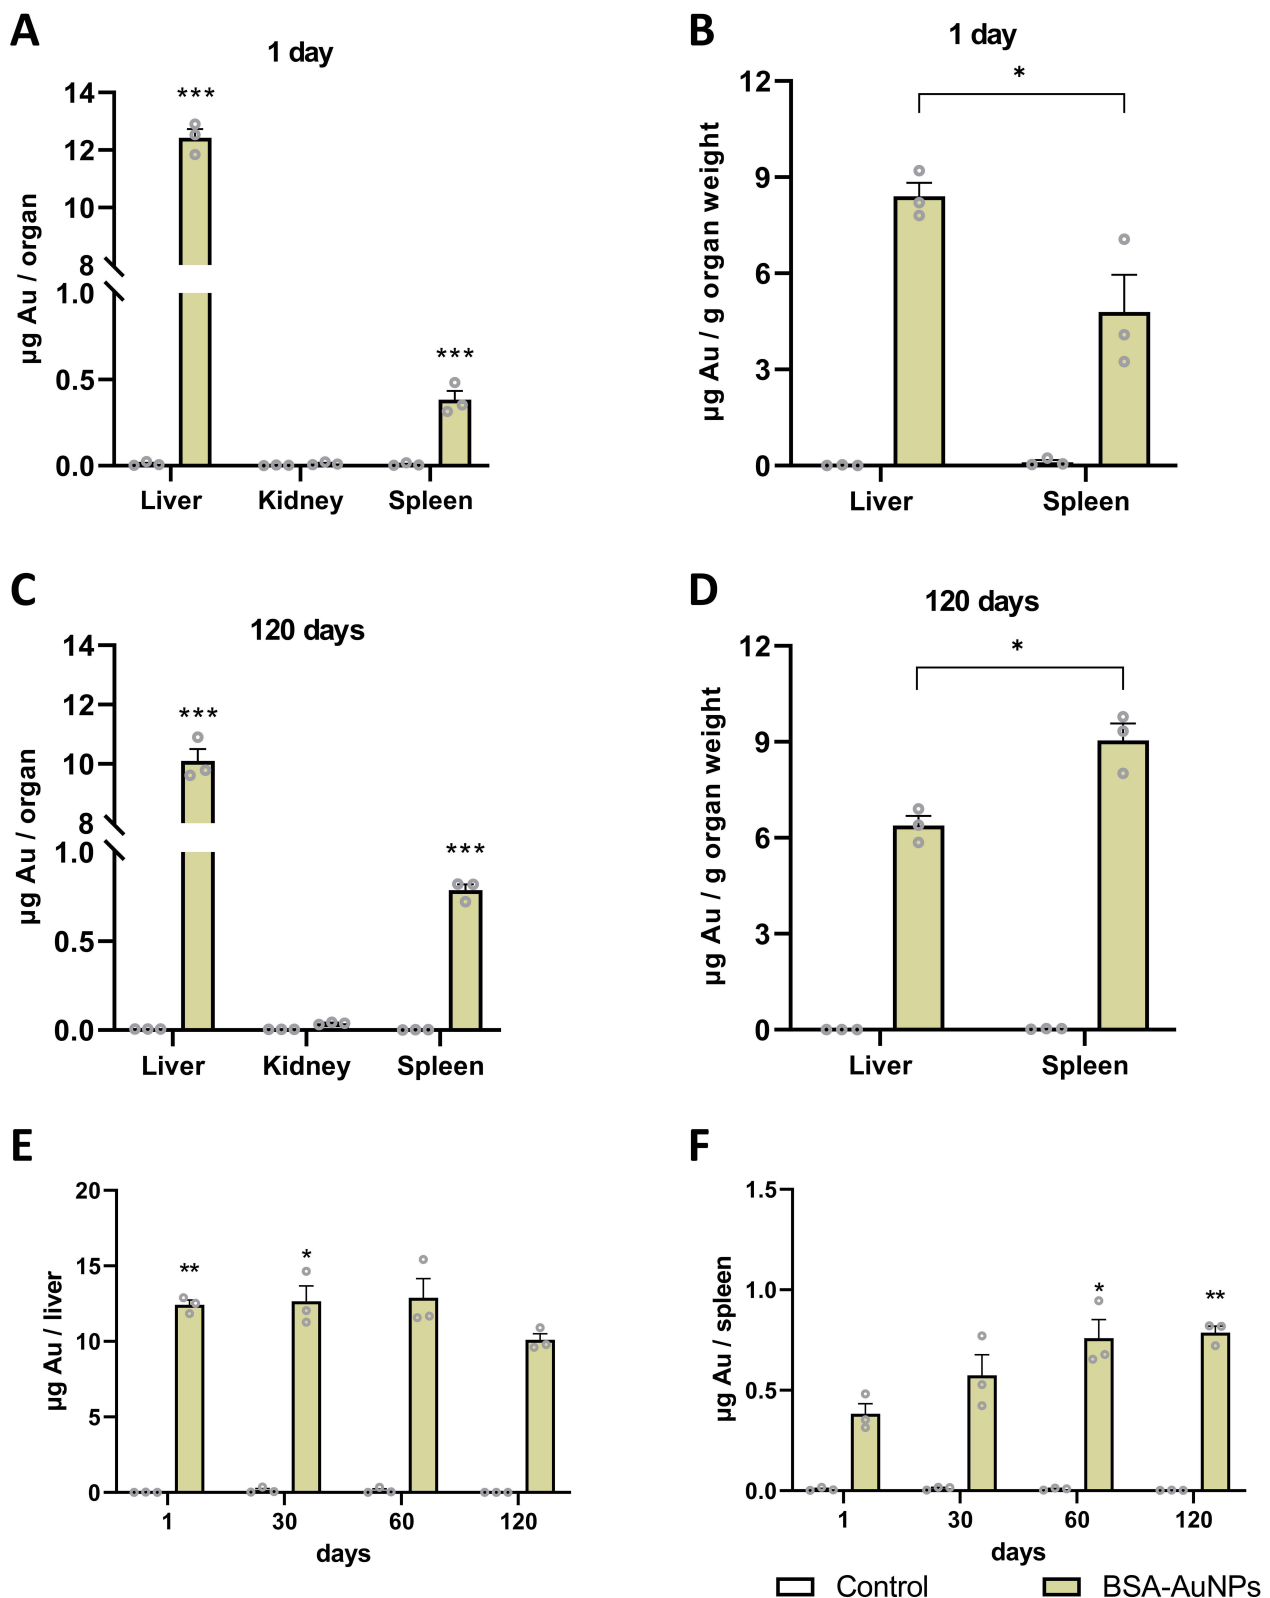 A
1 day
14
12
10
8
1.0
0.5
0.0
µg Au / organ
***
***
Liver
Kidney
Spleen
B
1 day
12
9
6
3
0
µg Au / g organ weight
*
Liver
Spleen
C
120 days
14
12
10
8
1.0
0.5
0.0
µg Au / organ
***
***
Liver
Kidney
Spleen
D
120 days
12
9
6
3
0
µg Au / g organ weight
*
Liver
Spleen
E
20
15
10
5
0
µg Au / liver
**
*
1
30
60
120
days
F
1.5
1.0
0.5
0.0
µg Au / spleen
*
**
1
30
60
120
days
Control
BSA-AuNPs